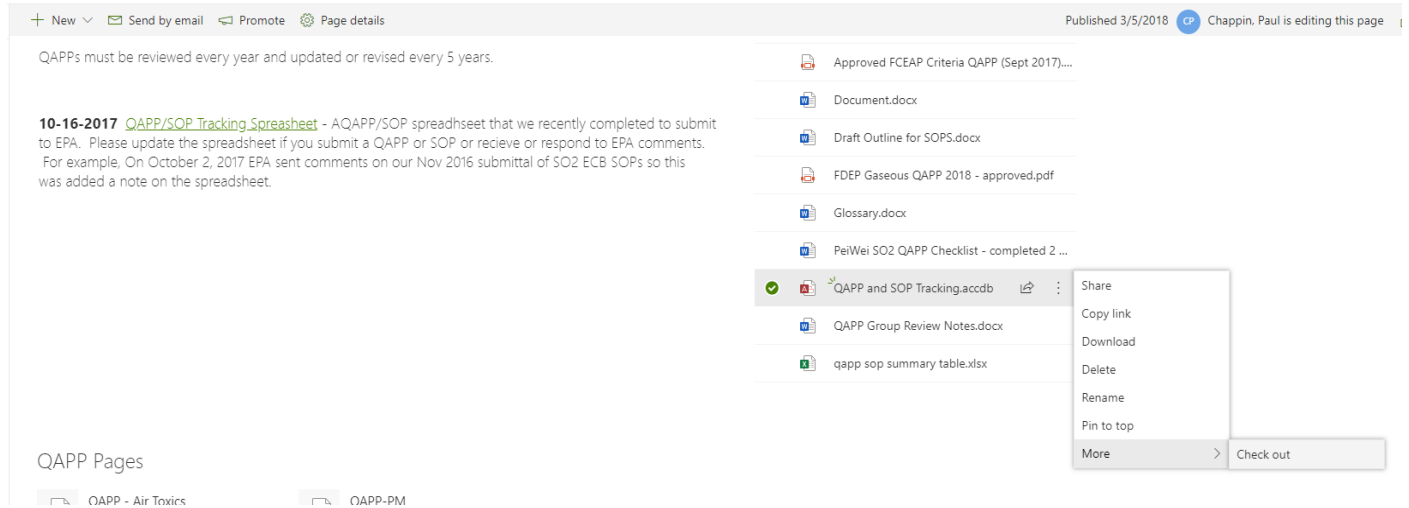 New
Send by email
Promote
Page details
Published 3/5/2018
CP
Chappin, Paul is editing this page
QAPPs must be reviewed every year and updated or revised every 5 years.
10-16-2017 QAPP/SOP Tracking Spreasheet - AQAPP/SOP spreadhseet that we recently completed to submit
to EPA. Please update the spreadsheet if you submit a QAPP or SOP or recieve or respond to EPA comments.
For example, On October 2, 2017 EPA sent comments on our Nov 2016 submittal of SO2 ECB SOPs so this
was added a note on the spreadsheet.
Approved FCEAP Criteria QAPP (Sept 2017)....
Document.docx
Draft Outline for SOPS.docx
FDEP Gaseous QAPP 2018 - approved.pdf
Glossary.docx
PeiWei SO2 QAPP Checklist - completed 2 ...
QAPP and SOP Tracking.accdb
QAPP Group Review Notes.docx
qapp sop summary table.xlsx
Share
Copy link
Download
Delete
Rename
Pin to top
More
Check out
QAPP Pages
QAPP - Air Toxics
QAPP-PM